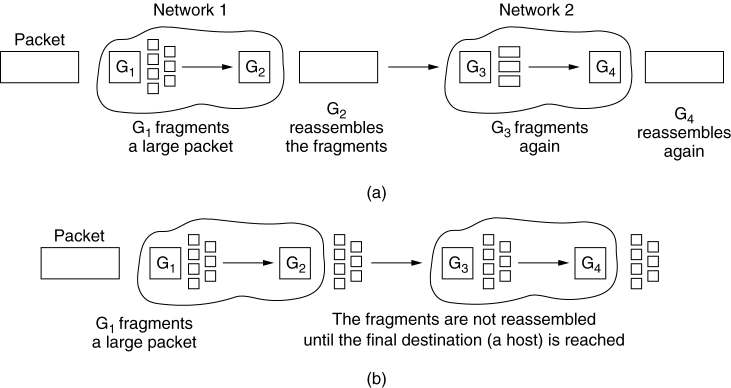 Network 1
Network 2
Packet
G1
G2
G3
G4
G1 fragments
a large packet
G2
reassembles
the fragments
G3 fragments
again
G4
reassembles
again
(a)
Packet
G1
G2
G3
G4
G1 fragments
a large packet
The fragments are not reassembled
until the final destination (a host) is reached
(b)